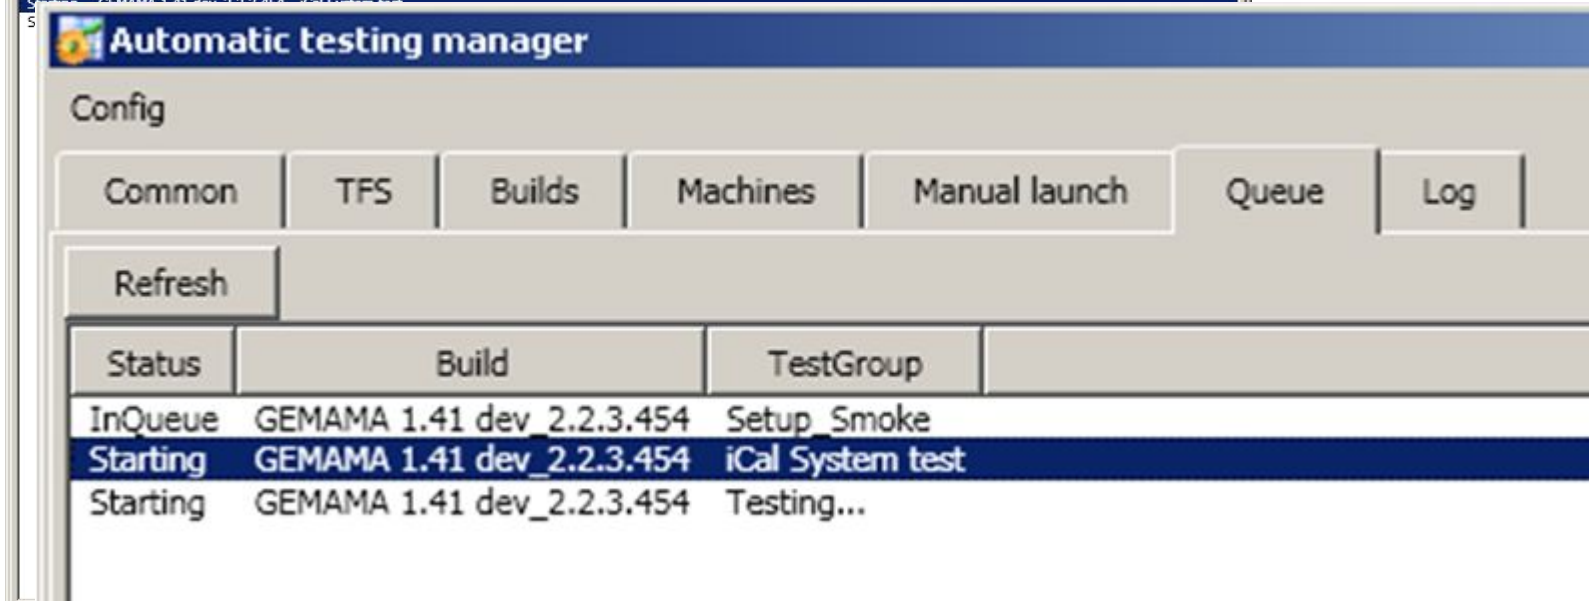 Automatic testing manager
Config
Common TFS Builds Machines Manual launch Queue Log
Refresh
Status Build TestGroup
InQueue GEMAMA 1.41 dev_2.2.3.454 Setup_Smoke
Starting GEMAMA 1.41 dev_2.2.3.454 iCal System test
Starting GEMAMA 1.41 dev_2.2.3.454 Testing...